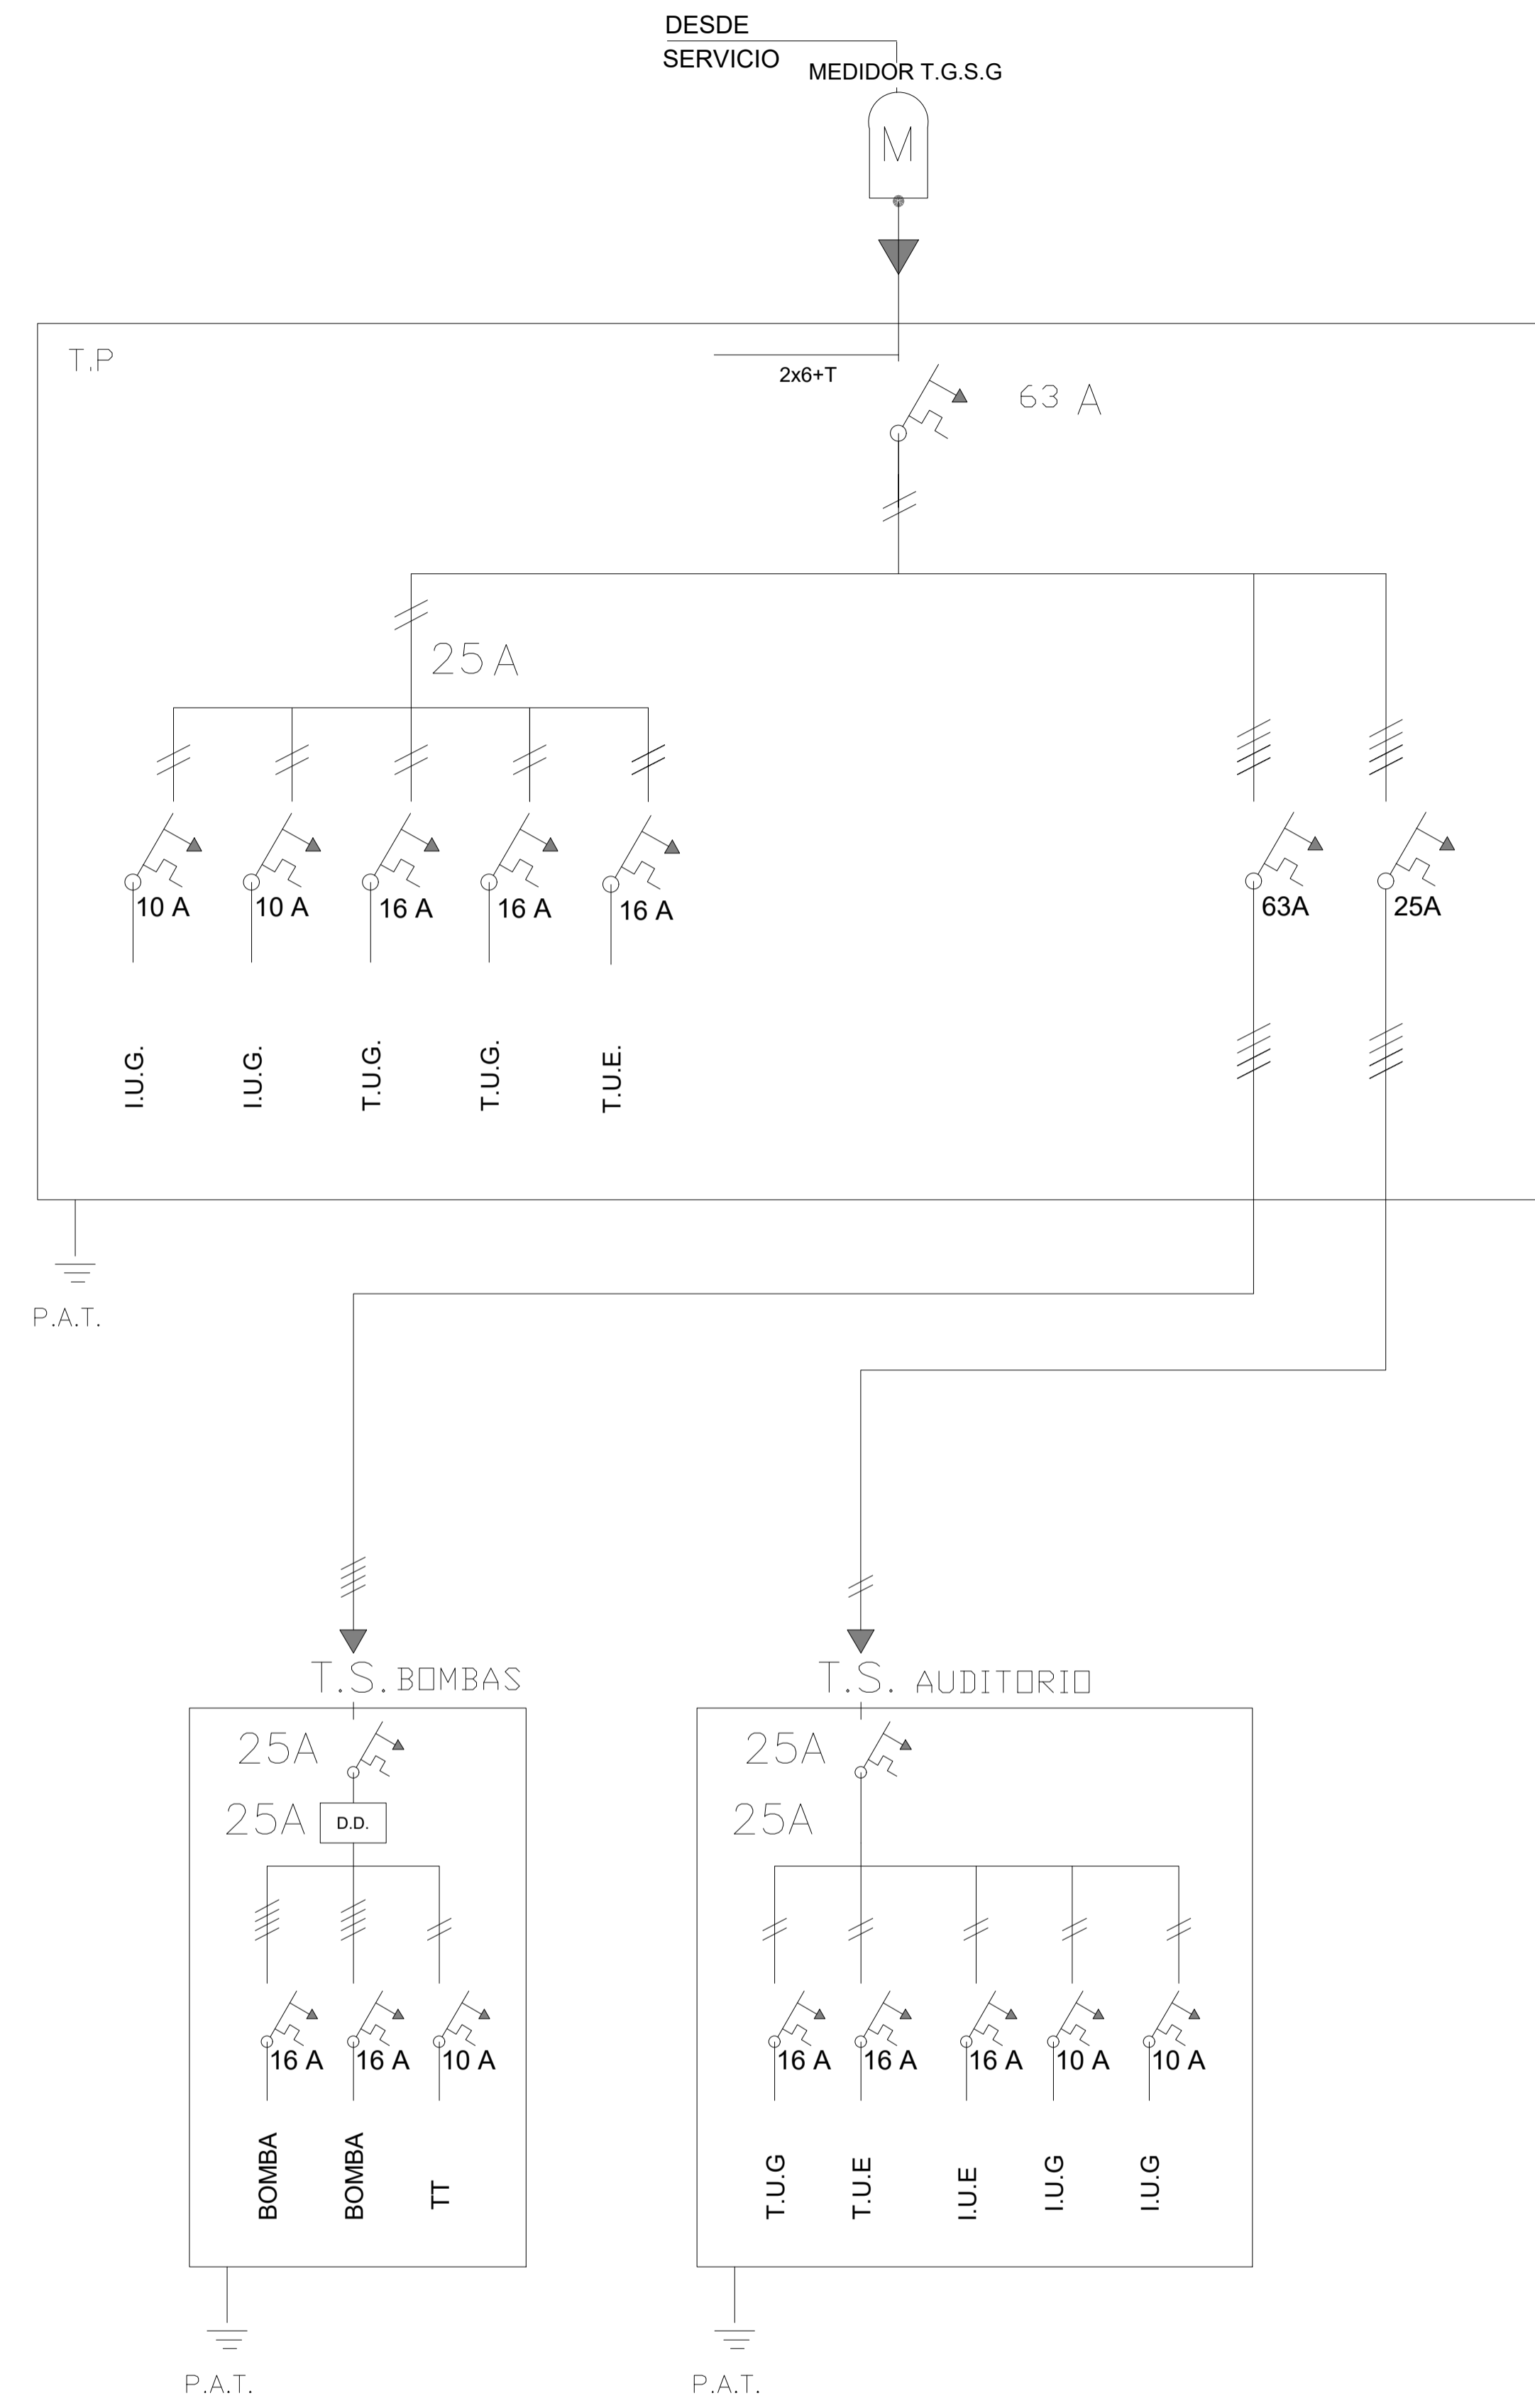 DESDE
SERVICIO
MEDIDOR T.G.S.G
M
T.P
2x6+T
63 A
25A
10 A
10 A
16 A
16 A
16 A
63A
25A
I.U.G.
I.U.G.
T.U.G.
T.U.G.
T.U.E.
P.A.T.
T.S. BOMBAS
T.S. AUDITORIO
25A
25A
25A
D.D.
25A
16 A
16 A
10 A
16 A
16 A
16 A
10 A
10 A
BOMBA
BOMBA
TT
T.U.G
T.U.E
I.U.E
I.U.G
I.U.G
P.A.T.
P.A.T.